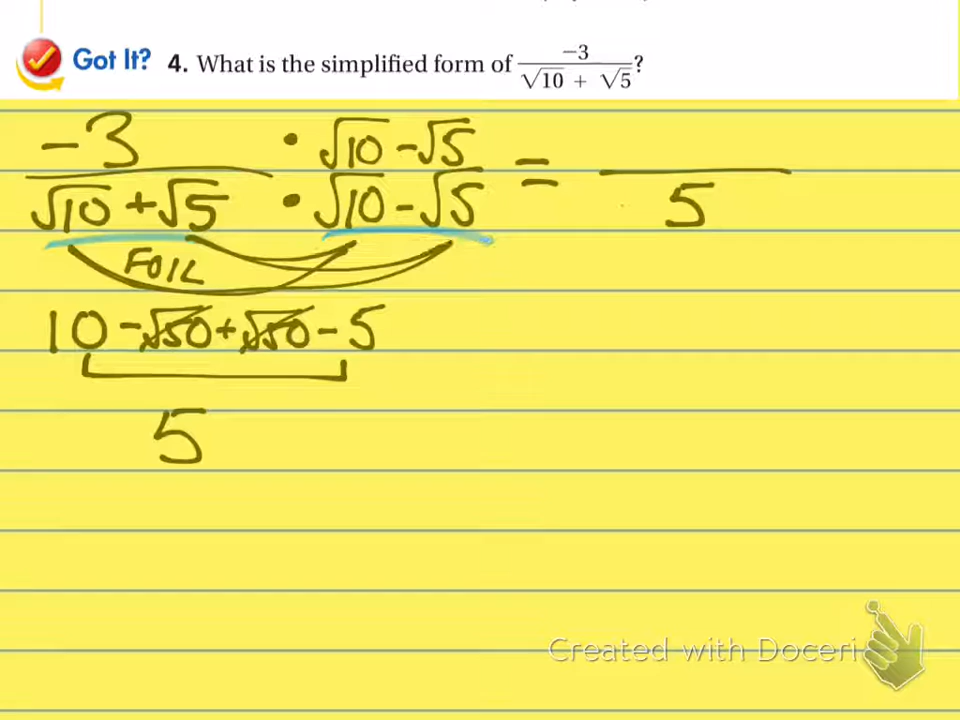 Got It? 4. What is the simplified form of −3/(√10 + √5)?
−3 · √10 − √5
√10 + √5 · √10 − √5 = 5
FOIL
10 − √50 + √50 − 5
5
Created with Doceri